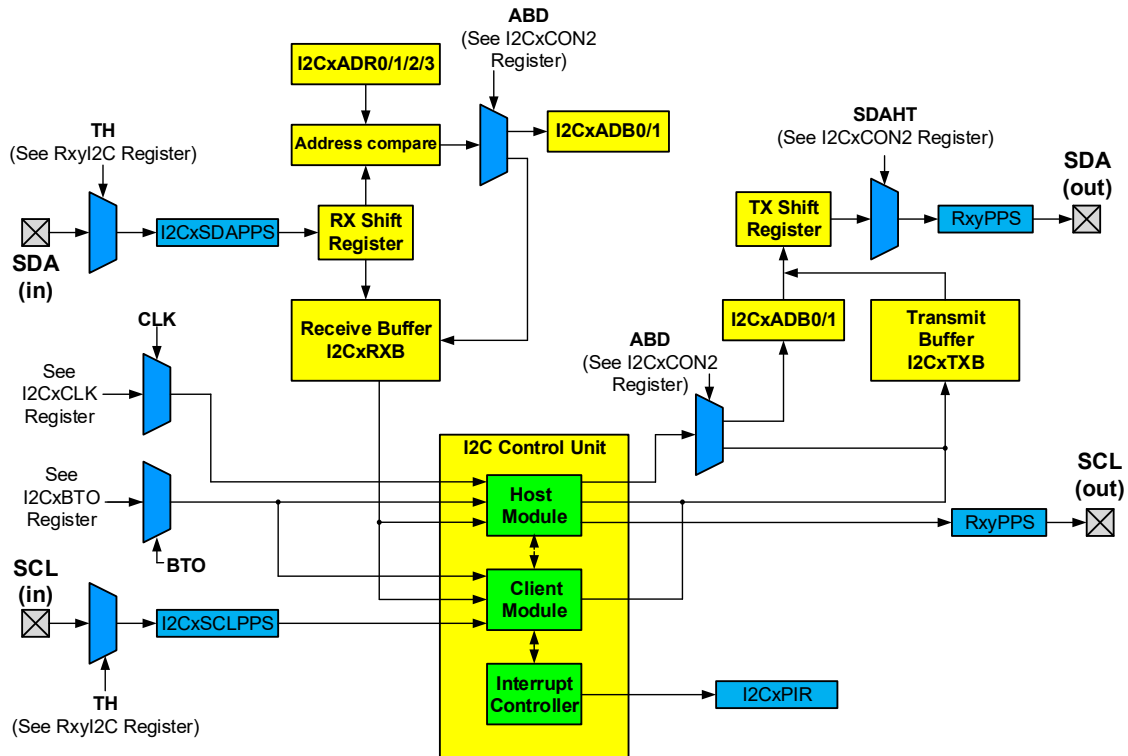 ABD
(See I2CxCON2
Register)
I2CxADR0/1/2/3
TH
(See RxyI2C Register)
Address compare
I2CxADB0/1
SDAHT
(See I2CxCON2 Register)
SDA
(out)
I2CxSDAPPS
RX Shift
Register
TX Shift
Register
RxyPPS
SDA
(in)
CLK
Receive Buffer
I2CxRXB
I2CxADB0/1
Transmit
Buffer
I2CxTXB
ABD
(See I2CxCON2
Register)
See
I2CxCLK
Register
I2C Control Unit
See
I2CxBTO
Register
Host
Module
SCL
(out)
RxyPPS
BTO
SCL
(in)
Client
Module
I2CxSCLPPS
Interrupt
Controller
I2CxPIR
TH
(See RxyI2C Register)